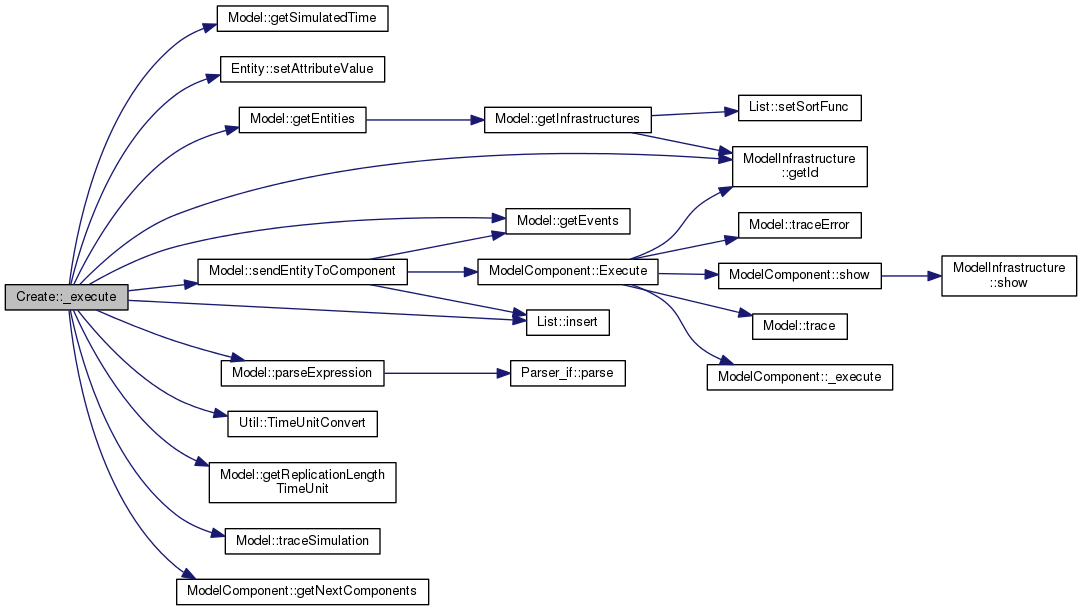 Model::getSimulatedTime
Entity::setAttributeValue
List::setSortFunc
Model::getEntities
Model::getInfrastructures
ModelInfrastructure
::getId
Model::getEvents
Model::traceError
Model::sendEntityToComponent
ModelComponent::Execute
ModelComponent::show
ModelInfrastructure
::show
Create::_execute
List::insert
Model::trace
Model::parseExpression
Parser_if::parse
ModelComponent::_execute
Util::TimeUnitConvert
Model::getReplicationLength
TimeUnit
Model::traceSimulation
ModelComponent::getNextComponents